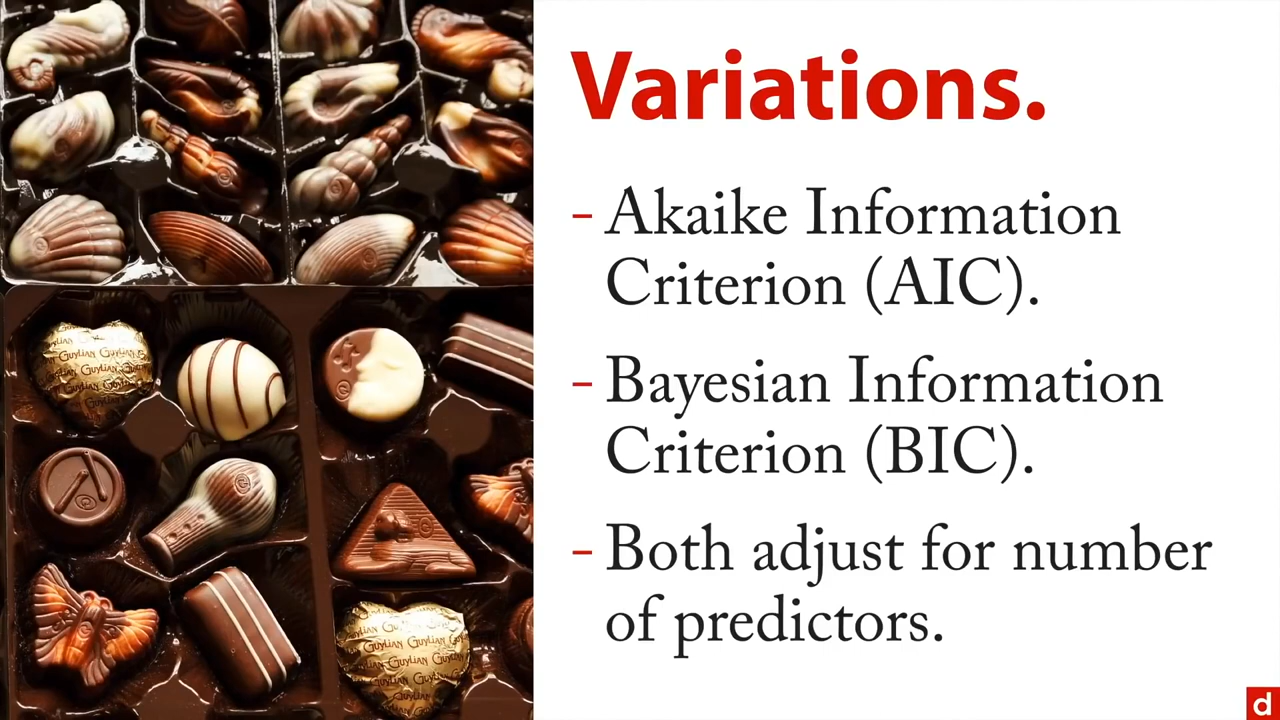 Variations.
- Akaike Information
Criterion (AIC).
- Bayesian Information
Criterion (BIC).
- Both adjust for number
of predictors.
GUYLIAN GUYLIAN
GUYLIAN GUYLIAN
d